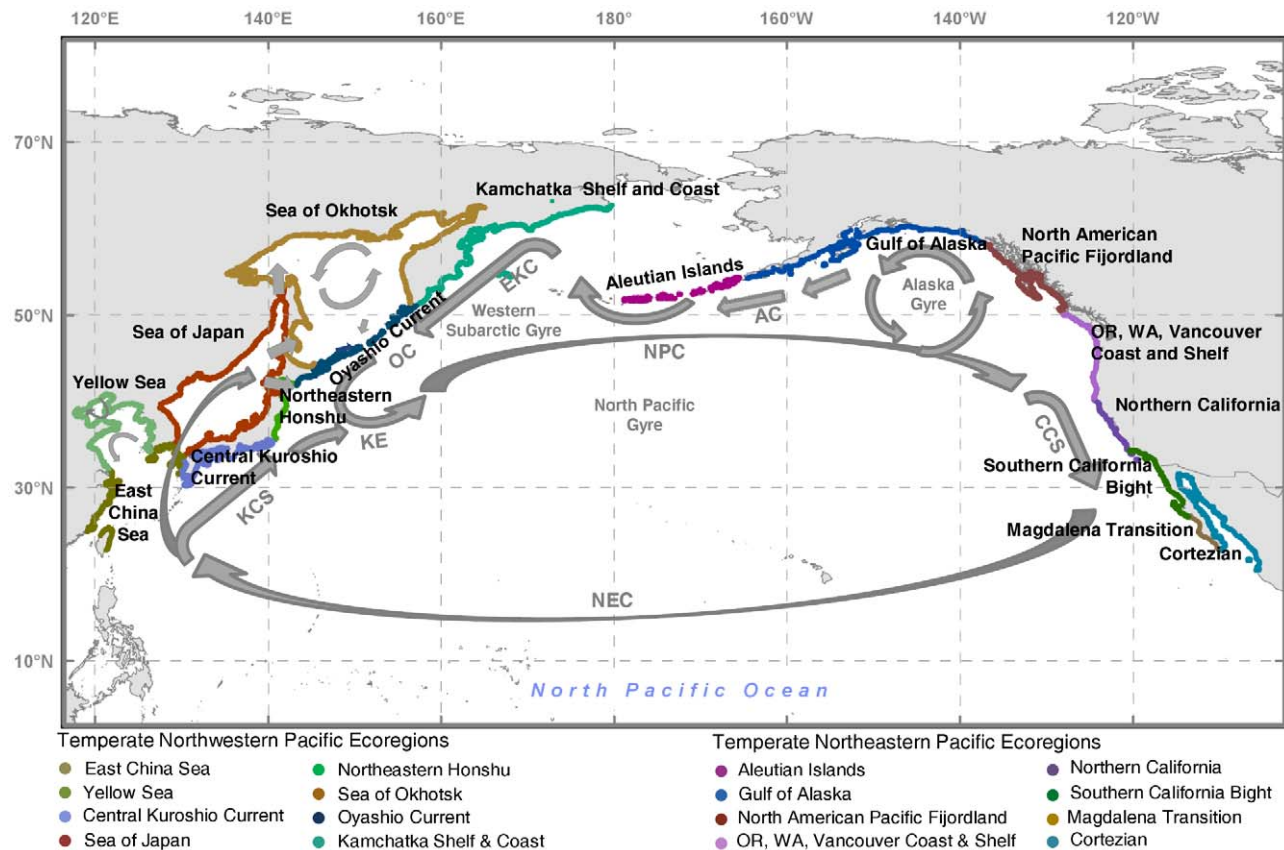 120°E 140°E 160°E 180° 160°W 140°W 120°W
70°N
50°N
30°N
10°N
Kamchatka Shelf and Coast
Sea of Okhotsk
Gulf of Alaska
North American
Pacific Fijordland
Aleutian Islands
EKC
Alaska
Gyre
AC
Western
Subarctic Gyre
Oyashio Current
OC
Sea of Japan
OR, WA, Vancouver
Coast and Shelf
NPC
Yellow Sea
Northeastern
Honshu
North Pacific
Gyre
Northern California
KE
CCS
Central Kuroshio
Current
Southern California
Bight
KCS
East
China
Sea
Magdalena Transition
Cortezian
NEC
North Pacific Ocean
Temperate Northwestern Pacific Ecoregions
East China Sea
Yellow Sea
Central Kuroshio Current
Sea of Japan
Northeastern Honshu
Sea of Okhotsk
Oyashio Current
Kamchatka Shelf & Coast
Temperate Northeastern Pacific Ecoregions
Aleutian Islands
Gulf of Alaska
North American Pacific Fijordland
OR, WA, Vancouver Coast & Shelf
Northern California
Southern California Bight
Magdalena Transition
Cortezian